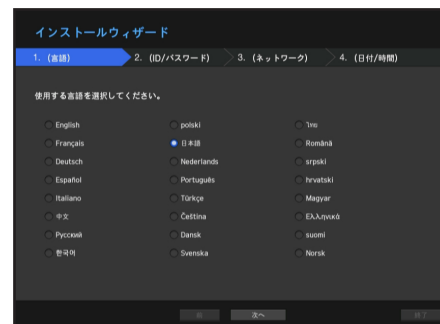 インストールウィザード
1. (言語) 2. (ID/パスワード) 3. (ネットワーク) 4. (日付/時間)
使用する言語を選択してください。
English polski ไทย
Français 日本語 Română
Deutsch Nederlands srpski
Español Português hrvatski
Italiano Türkçe Magyar
中文 Čeština Ελληνικά
Русский Dansk suomi
한국어 Svenska Norsk
前 次へ 終了